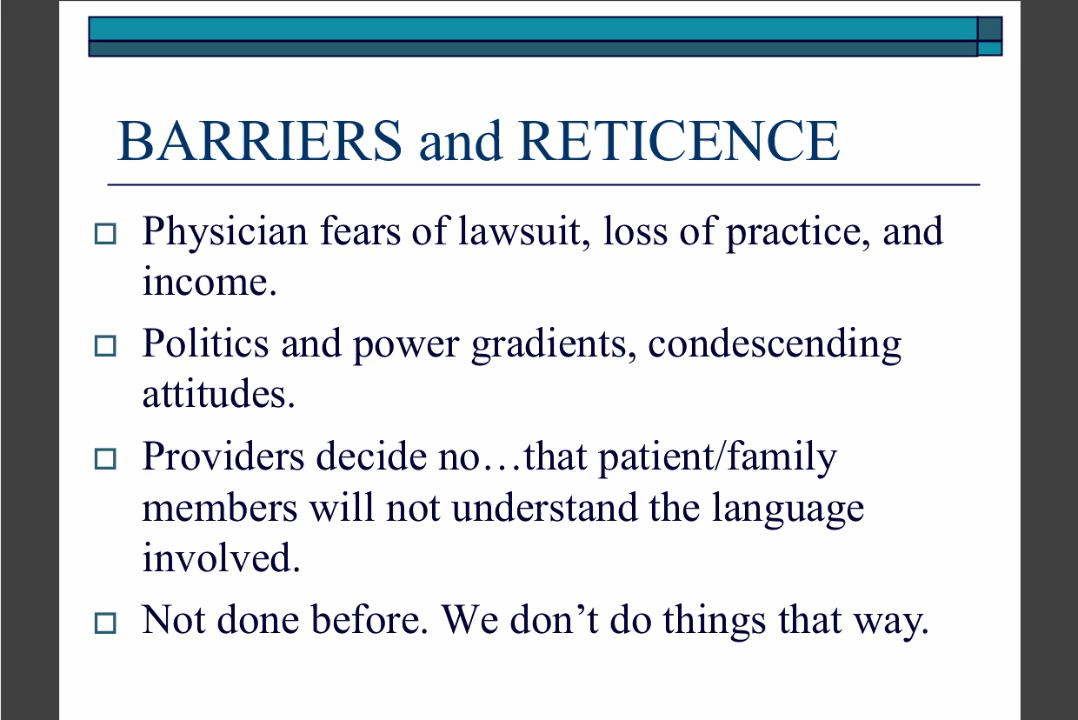 BARRIERS and RETICENCE
Physician fears of lawsuit, loss of practice, and
income.
Politics and power gradients, condescending
attitudes.
Providers decide no…that patient/family
members will not understand the language
involved.
Not done before. We don’t do things that way.